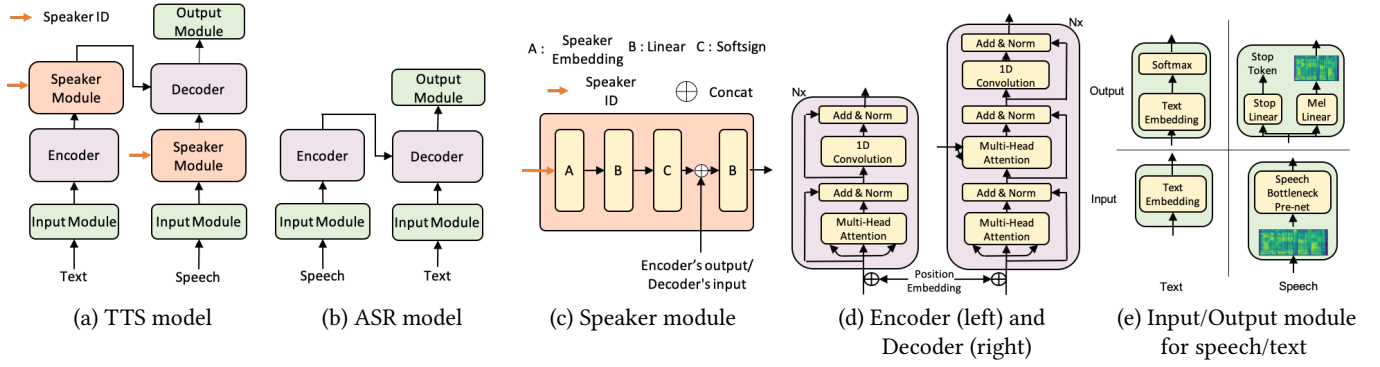 Speaker ID
Output
Module
Speaker
Module
Decoder
Encoder
Speaker
Module
Input Module
Input Module
Text
Speech
(a) TTS model
Output
Module
Encoder
Decoder
Input Module
Input Module
Speech
Text
(b) ASR model
A : Speaker
Embedding
B : Linear
C : Softsign
Speaker
ID
Concat
A
B
C
B
Encoder's output/
Decoder's input
(c) Speaker module
Nx
Add & Norm
1D
Convolution
Add & Norm
Multi-Head
Attention
Nx
Add & Norm
1D
Convolution
Add & Norm
Multi-Head
Attention
Add & Norm
Multi-Head
Attention
Position
Embedding
(d) Encoder (left) and
Decoder (right)
Output
Softmax
Text
Embedding
Stop
Token
Stop
Linear
Mel
Linear
Input
Text
Embedding
Speech
Bottleneck
Pre-net
Text
Speech
(e) Input/Output module
for speech/text